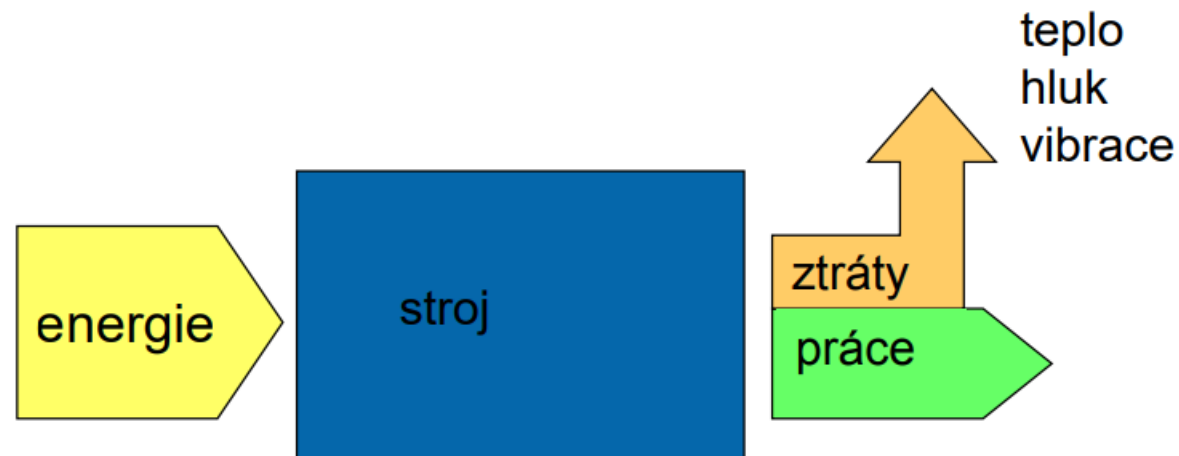 teplo
hluk
vibrace
energie
stroj
ztráty
práce